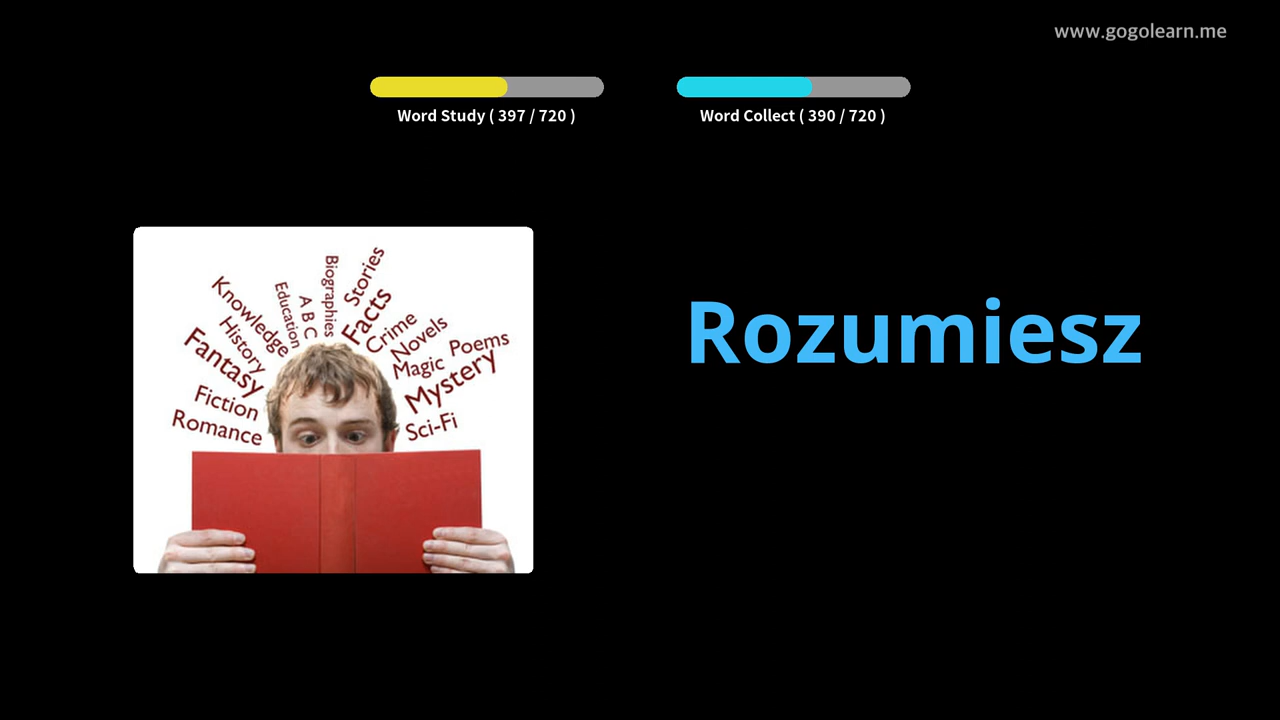 www.gogolearn.me
Word Study ( 397 / 720 )
Word Collect ( 390 / 720 )
Rozumiesz
Biographies
Stories
Education
A B C
Facts
Knowledge
History
Crime
Novels
Poems
Fantasy
Magic
Mystery
Fiction
Romance
Sci-Fi